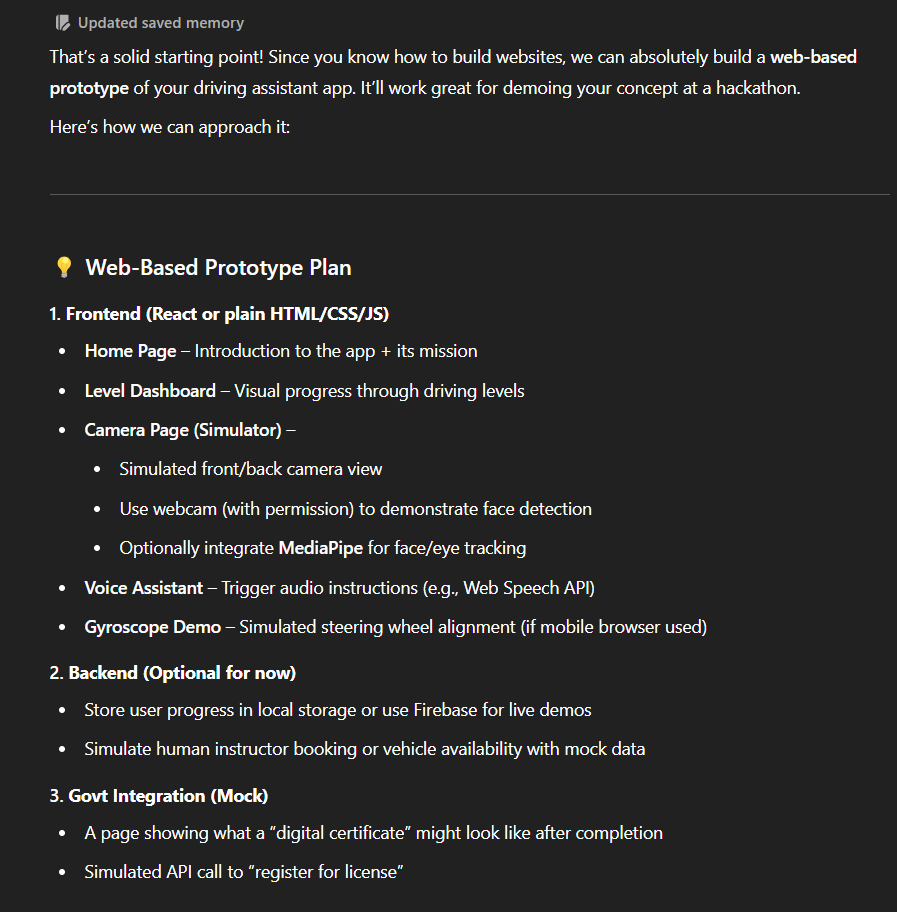 Updated saved memory
That’s a solid starting point! Since you know how to build websites, we can absolutely build a web-based
prototype of your driving assistant app. It’ll work great for demoing your concept at a hackathon.
Here’s how we can approach it:
💡 Web-Based Prototype Plan
1. Frontend (React or plain HTML/CSS/JS)
• Home Page – Introduction to the app + its mission
• Level Dashboard – Visual progress through driving levels
• Camera Page (Simulator) –
• Simulated front/back camera view
• Use webcam (with permission) to demonstrate face detection
• Optionally integrate MediaPipe for face/eye tracking
• Voice Assistant – Trigger audio instructions (e.g., Web Speech API)
• Gyroscope Demo – Simulated steering wheel alignment (if mobile browser used)
2. Backend (Optional for now)
• Store user progress in local storage or use Firebase for live demos
• Simulate human instructor booking or vehicle availability with mock data
3. Govt Integration (Mock)
• A page showing what a “digital certificate” might look like after completion
• Simulated API call to “register for license”